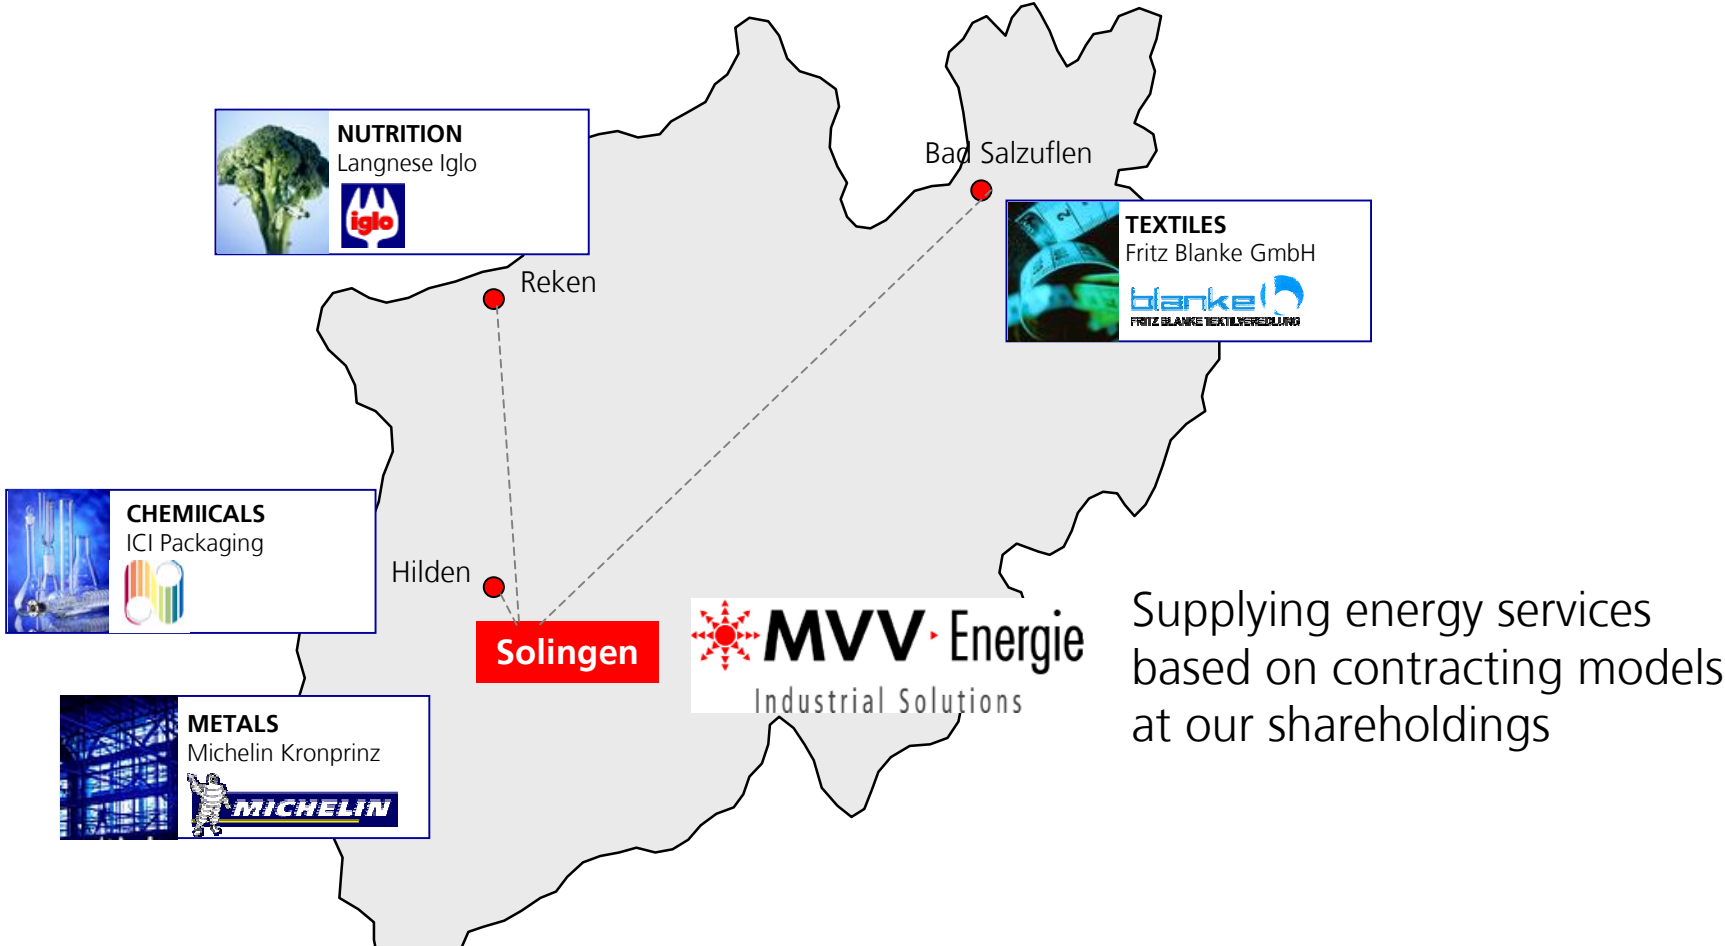 NUTRITION
Langnese Iglo
iglo
Bad Salzuflen
TEXTILES
Fritz Blanke GmbH
blanke
FRITZ BLANKE TEXTILVEREDLUNG
Reken
CHEMIICALS
ICI Packaging
Hilden
Solingen
MVV Energie
Industrial Solutions
Supplying energy services
based on contracting models
at our shareholdings
METALS
Michelin Kronprinz
MICHELIN